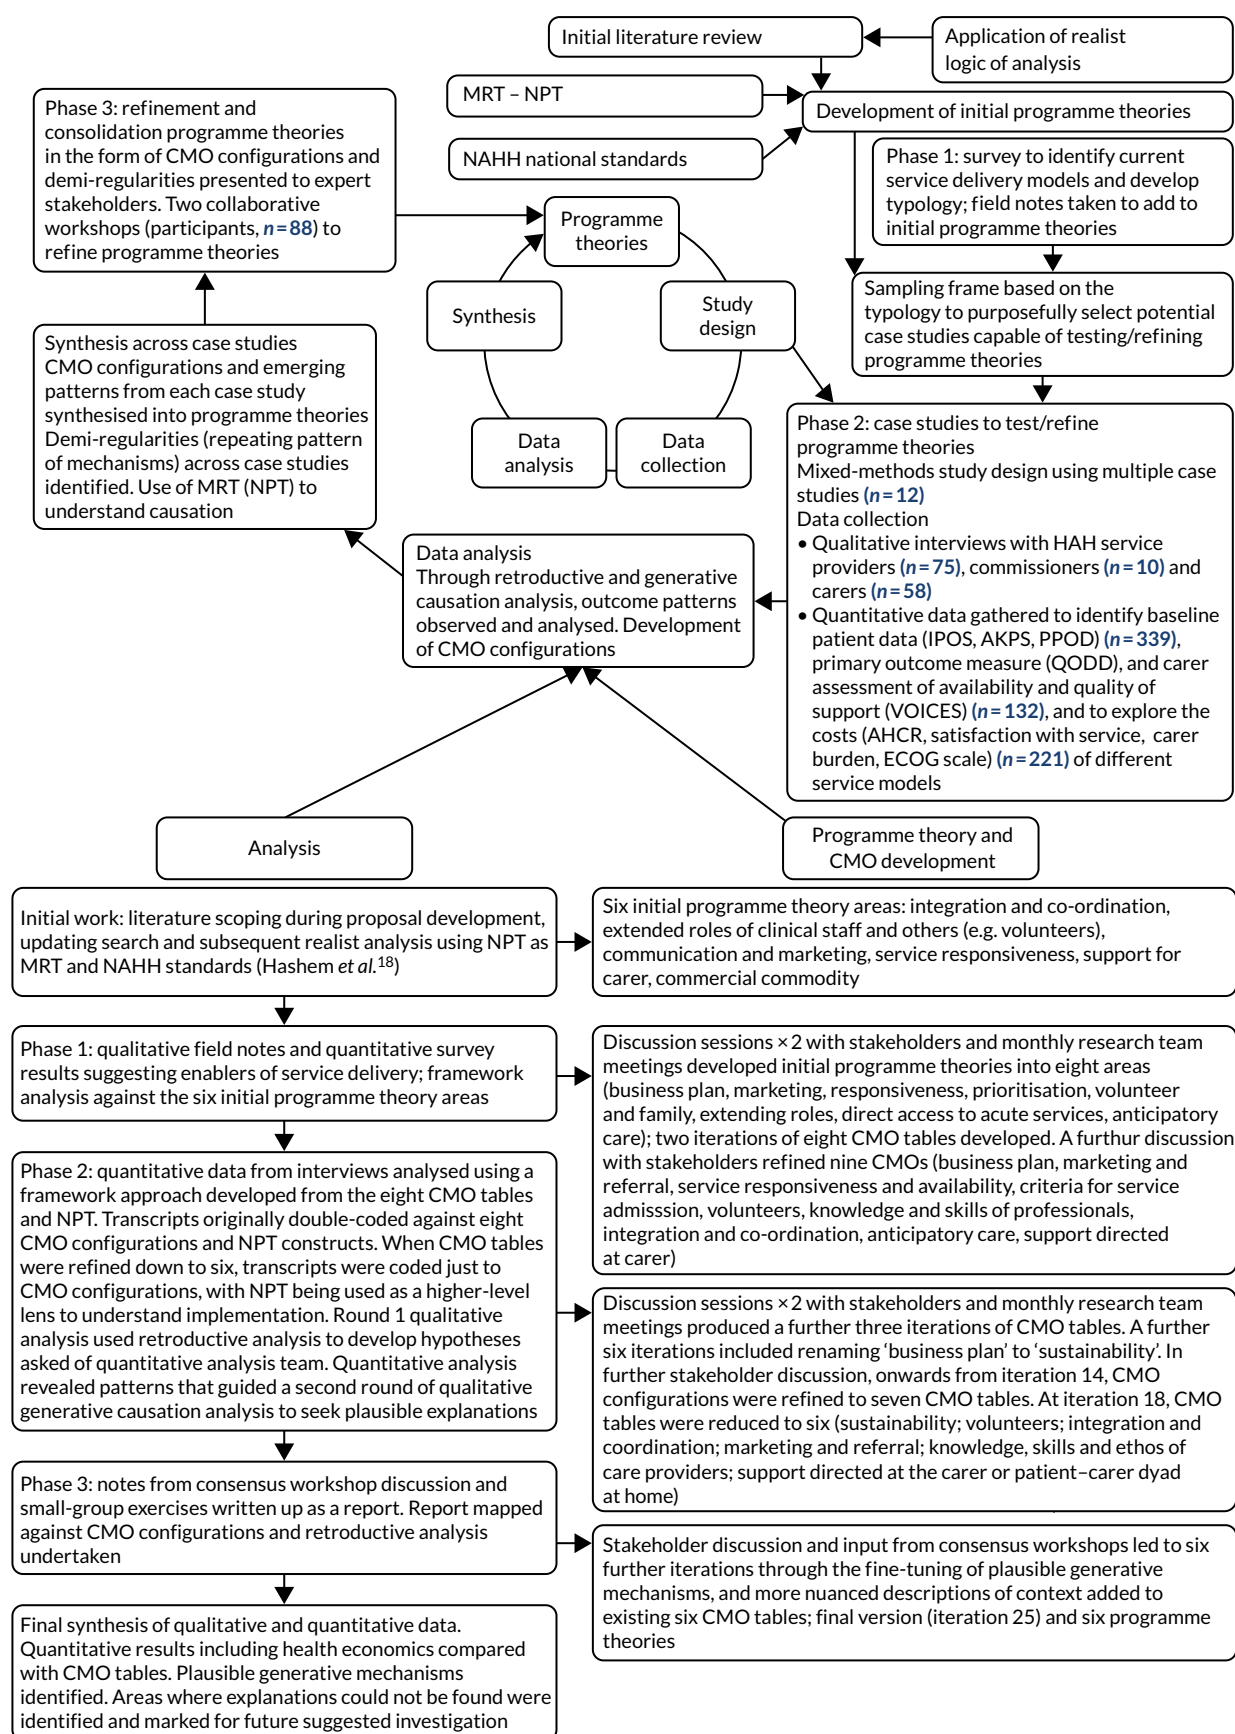 Initial literature review
Application of realist
logic of analysis
MRT – NPT
Development of initial programme theories
NAHH national standards
Phase 3: refinement and
consolidation programme theories
in the form of CMO configurations and
demi-regularities presented to expert
stakeholders. Two collaborative
workshops (participants, n=88) to
refine programme theories
Phase 1: survey to identify current
service delivery models and develop
typology; field notes taken to add to
initial programme theories
Programme
theories
Synthesis
Study
design
Data
analysis
Data
collection
Sampling frame based on the
typology to purposefully select potential
case studies capable of testing/refining
programme theories
Synthesis across case studies
CMO configurations and emerging
patterns from each case study
synthesised into programme theories
Demi-regularities (repeating pattern
of mechanisms) across case studies
identified. Use of MRT (NPT) to
understand causation
Phase 2: case studies to test/refine
programme theories
Mixed-methods study design using multiple case
studies (n=12)
Data collection
• Qualitative interviews with HAH service
providers (n=75), commissioners (n=10) and
carers (n=58)
• Quantitative data gathered to identify baseline
patient data (IPOS, AKPS, PPOD) (n=339),
primary outcome measure (QODD), and carer
assessment of availability and quality of
support (VOICES) (n=132), and to explore the
costs (AHCR, satisfaction with service, carer
burden, ECOG scale) (n=221) of different
service models
Data analysis
Through retroductive and generative
causation analysis, outcome patterns
observed and analysed. Development
of CMO configurations
Analysis
Programme theory and
CMO development
Initial work: literature scoping during proposal development,
updating search and subsequent realist analysis using NPT as
MRT and NAHH standards (Hashem et al.18)
Six initial programme theory areas: integration and co-ordination,
extended roles of clinical staff and others (e.g. volunteers),
communication and marketing, service responsiveness, support for
carer, commercial commodity
Phase 1: qualitative field notes and quantitative survey
results suggesting enablers of service delivery; framework
analysis against the six initial programme theory areas
Discussion sessions ×2 with stakeholders and monthly research team
meetings developed initial programme theories into eight areas
(business plan, marketing, responsiveness, prioritisation, volunteer
and family, extending roles, direct access to acute services, anticipatory
care); two iterations of eight CMO tables developed. A furthur discussion
with stakeholders refined nine CMOs (business plan, marketing and
referral, service responsiveness and availability, criteria for service
admisssion, volunteers, knowledge and skills of professionals,
integration and co-ordination, anticipatory care, support directed
at carer)
Phase 2: quantitative data from interviews analysed using a
framework approach developed from the eight CMO tables
and NPT. Transcripts originally double-coded against eight
CMO configurations and NPT constructs. When CMO tables
were refined down to six, transcripts were coded just to
CMO configurations, with NPT being used as a higher-level
lens to understand implementation. Round 1 qualitative
analysis used retroductive analysis to develop hypotheses
asked of quantitative analysis team. Quantitative analysis
revealed patterns that guided a second round of qualitative
generative causation analysis to seek plausible explanations
Discussion sessions ×2 with stakeholders and monthly research team
meetings produced a further three iterations of CMO tables. A further
six iterations included renaming ‘business plan’ to ‘sustainability’. In
further stakeholder discussion, onwards from iteration 14, CMO
configurations were refined to seven CMO tables. At iteration 18, CMO
tables were reduced to six (sustainability; volunteers; integration and
coordination; marketing and referral; knowledge, skills and ethos of
care providers; support directed at the carer or patient–carer dyad
at home)
Phase 3: notes from consensus workshop discussion and
small-group exercises written up as a report. Report mapped
against CMO configurations and retroductive analysis
undertaken
Stakeholder discussion and input from consensus workshops led to six
further iterations through the fine-tuning of plausible generative
mechanisms, and more nuanced descriptions of context added to
existing six CMO tables; final version (iteration 25) and six programme
theories
Final synthesis of qualitative and quantitative data.
Quantitative results including health economics compared
with CMO tables. Plausible generative mechanisms
identified. Areas where explanations could not be found were
identified and marked for future suggested investigation